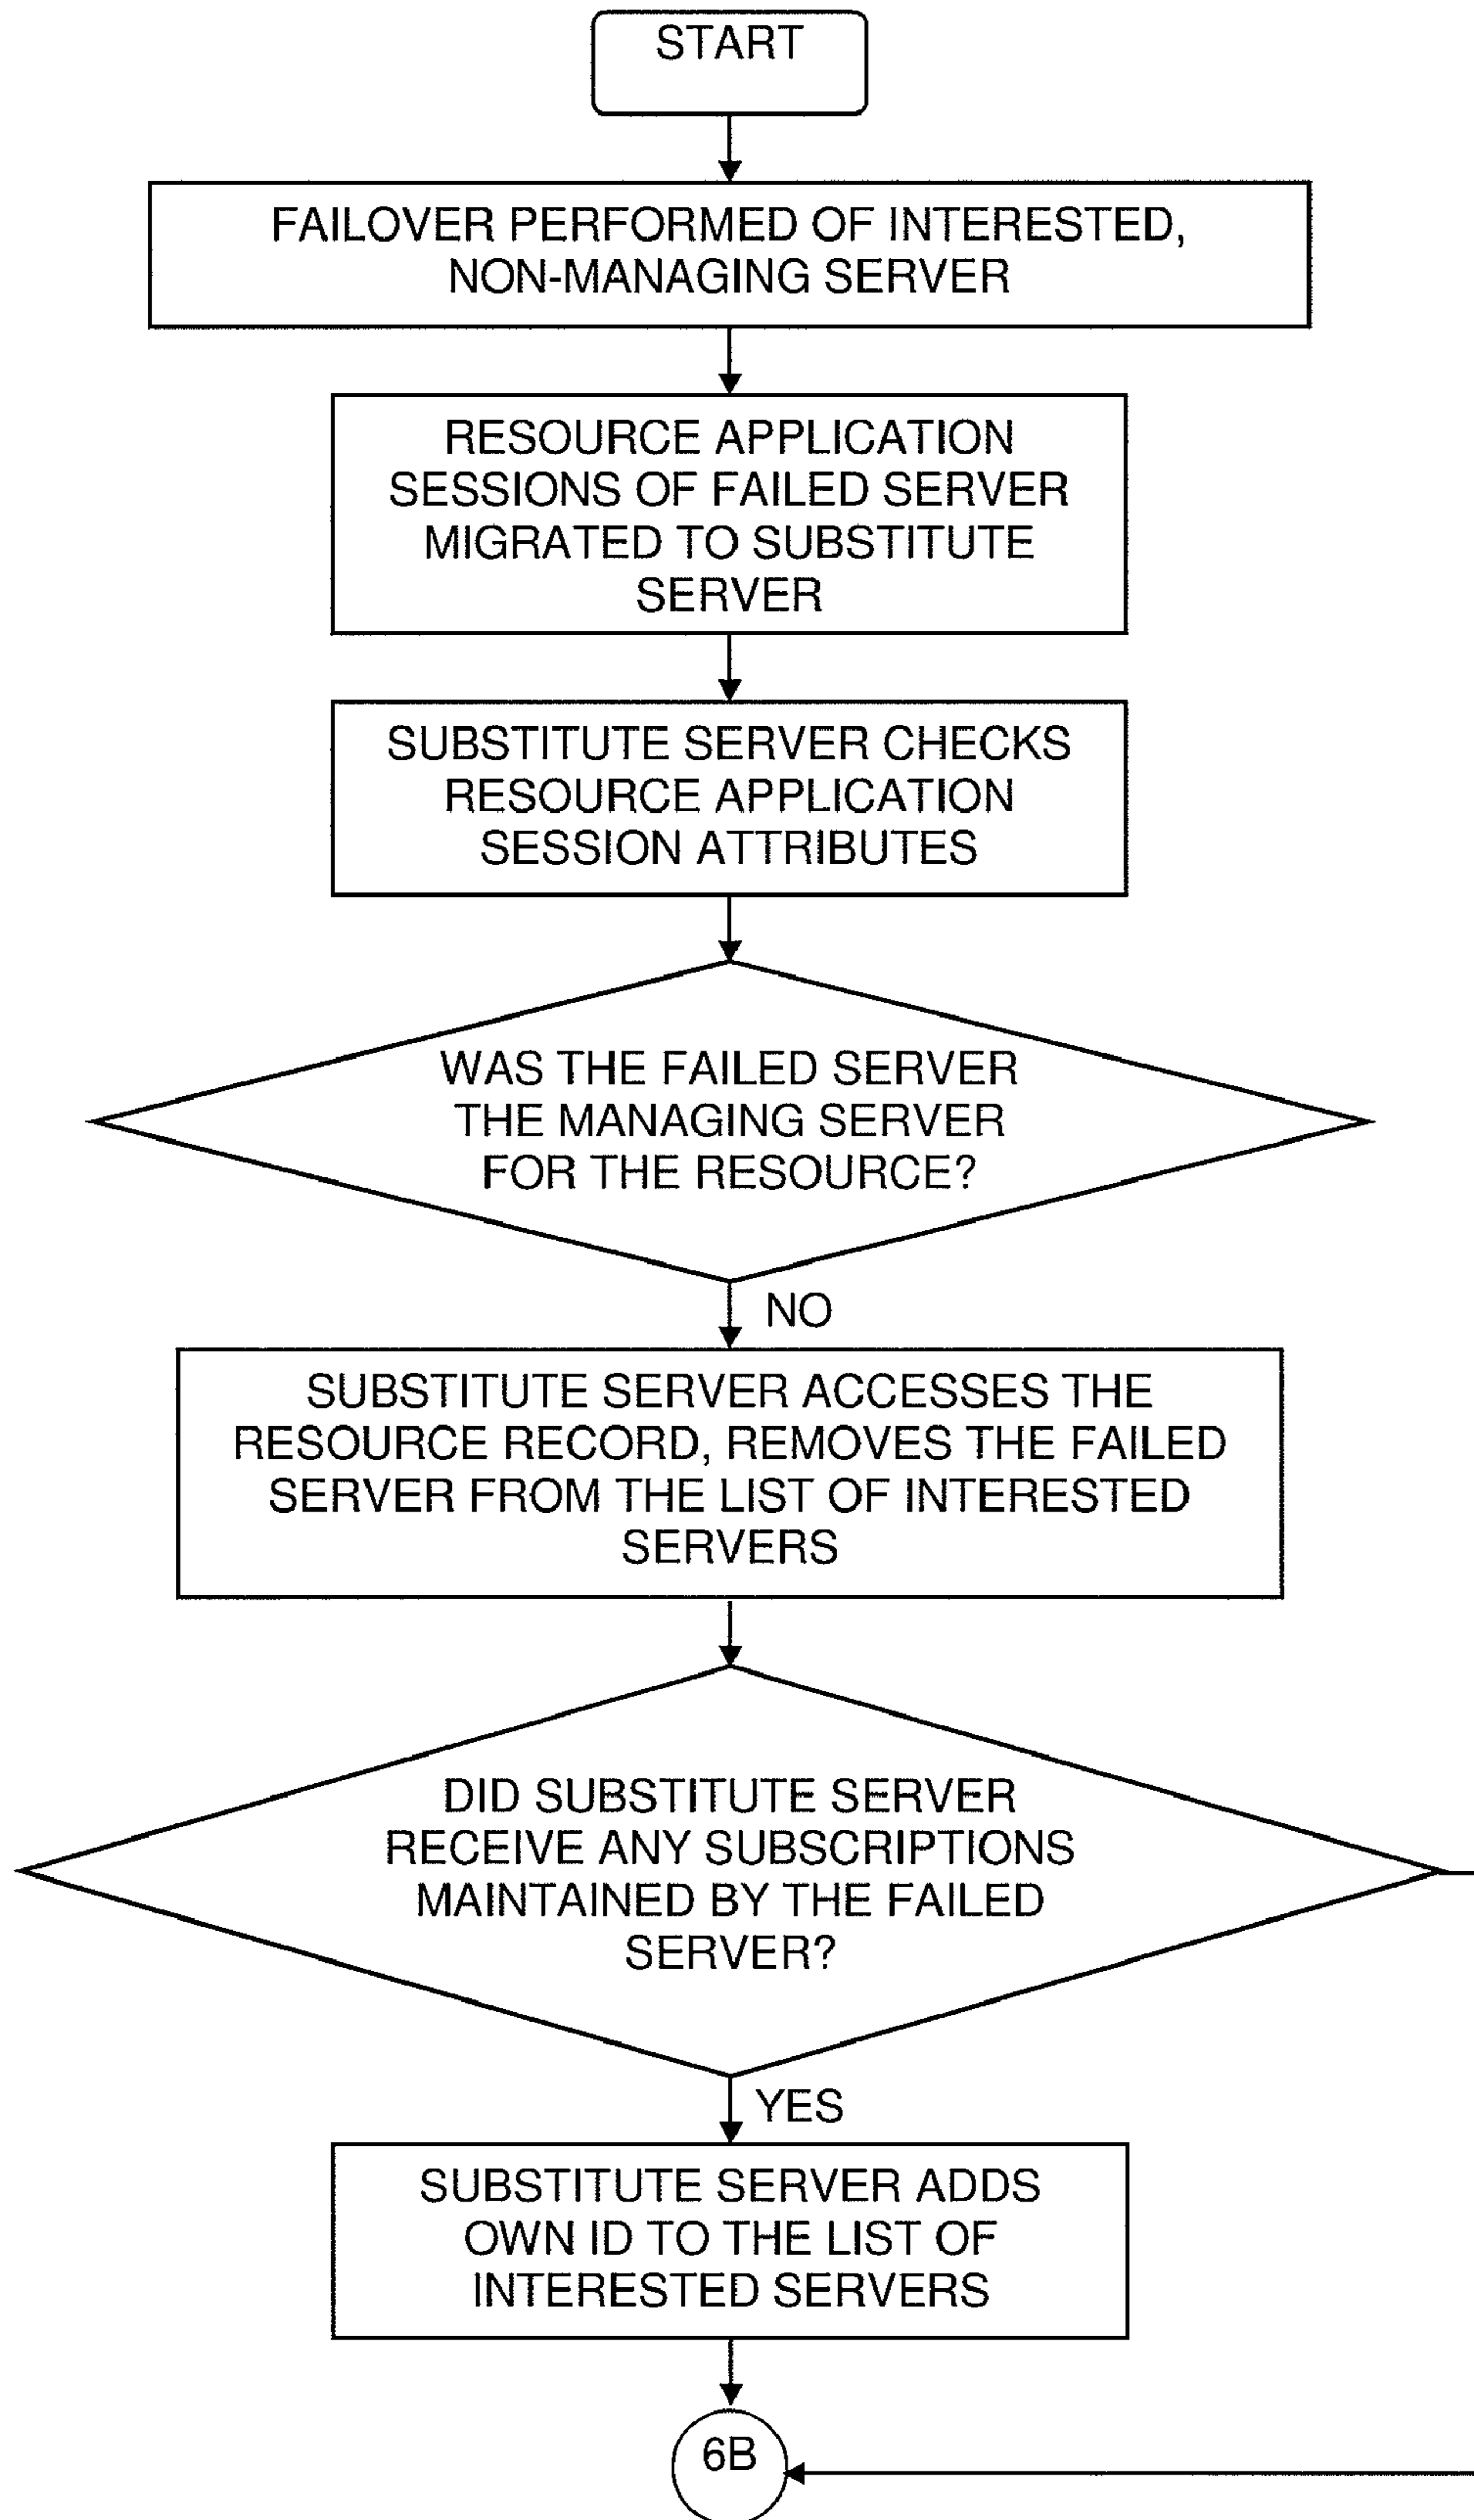 START
FAILOVER PERFORMED OF INTERESTED,
NON-MANAGING SERVER
RESOURCE APPLICATION
SESSIONS OF FAILED SERVER
MIGRATED TO SUBSTITUTE
SERVER
SUBSTITUTE SERVER CHECKS
RESOURCE APPLICATION
SESSION ATTRIBUTES
WAS THE FAILED SERVER
THE MANAGING SERVER
FOR THE RESOURCE?
NO
SUBSTITUTE SERVER ACCESSES THE
RESOURCE RECORD, REMOVES THE FAILED
SERVER FROM THE LIST OF INTERESTED
SERVERS
DID SUBSTITUTE SERVER
RECEIVE ANY SUBSCRIPTIONS
MAINTAINED BY THE FAILED
SERVER?
YES
SUBSTITUTE SERVER ADDS
OWN ID TO THE LIST OF
INTERESTED SERVERS
6B